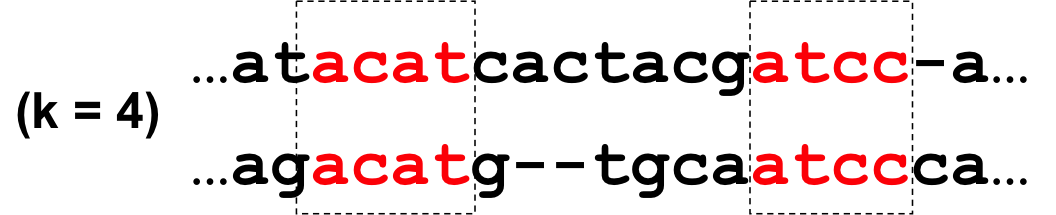 ...atacatcactacgatcc-a...
(k = 4)
...agacatg--tgcaatccca...